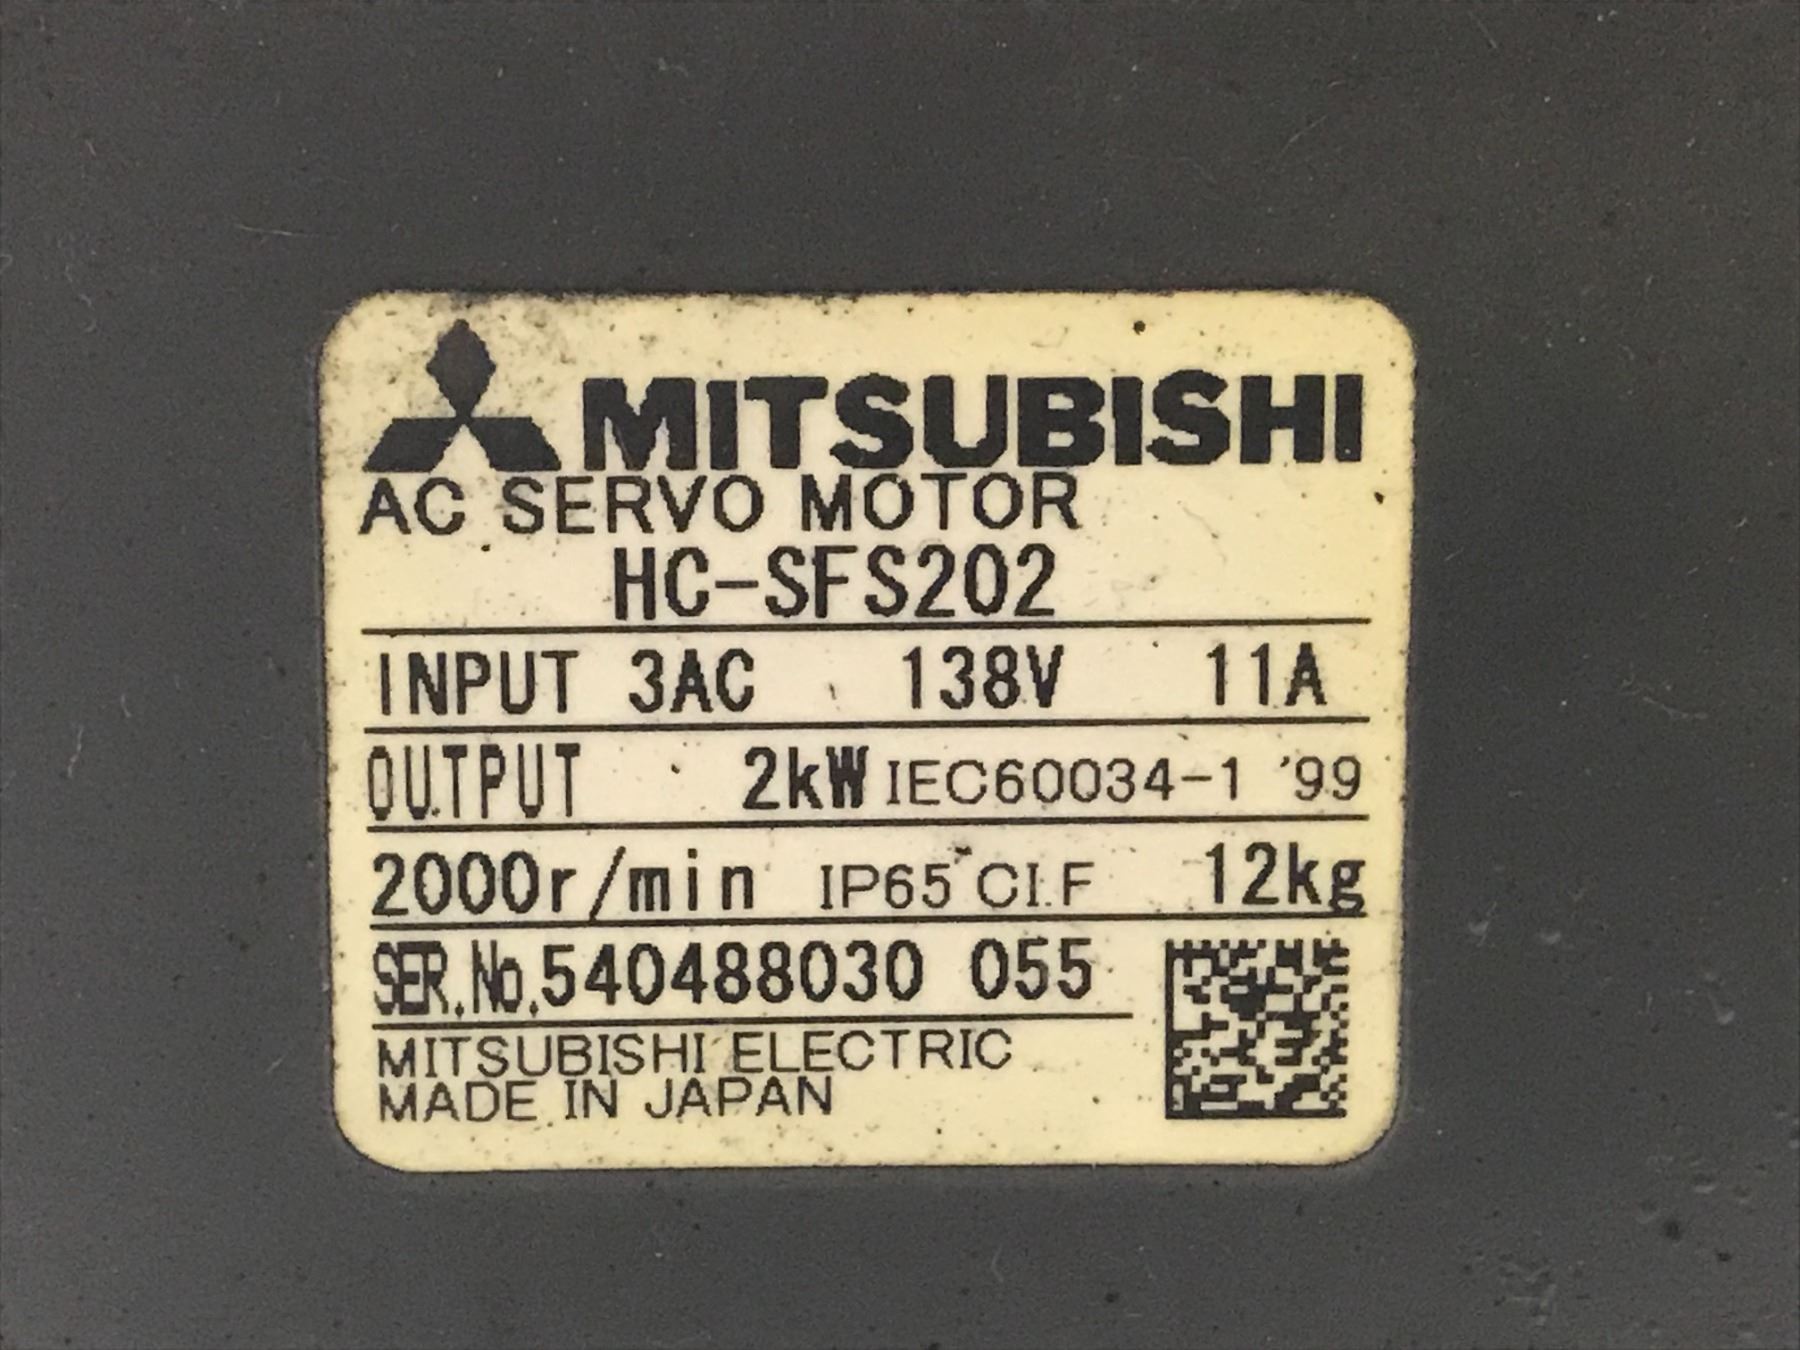 MITSUBISHI
AC SERVO MOTOR
HC-SFS202
INPUT 3AC 138V 11A
OUTPUT 2kW IEC60034-1 '99
2000r/min IP65 CI.F 12kg
SER.No.540488030 055
MITSUBISHI ELECTRIC
MADE IN JAPAN